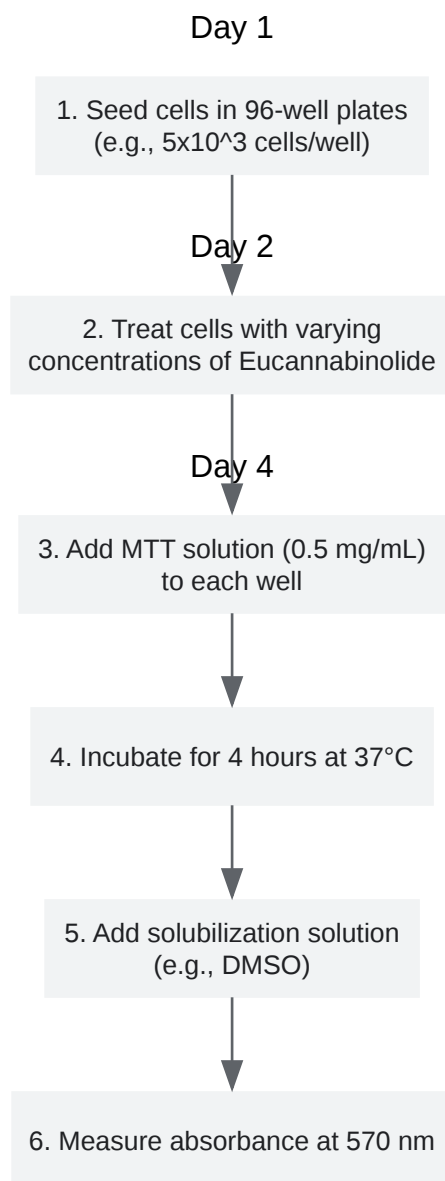 Day 1
1. Seed cells in 96-well plates
(e.g., 5x10^3 cells/well)
Day 2
2. Treat cells with varying
concentrations of Eucannabinolide
Day 4
3. Add MTT solution (0.5 mg/mL)
to each well
4. Incubate for 4 hours at 37°C
5. Add solubilization solution
(e.g., DMSO)
6. Measure absorbance at 570 nm